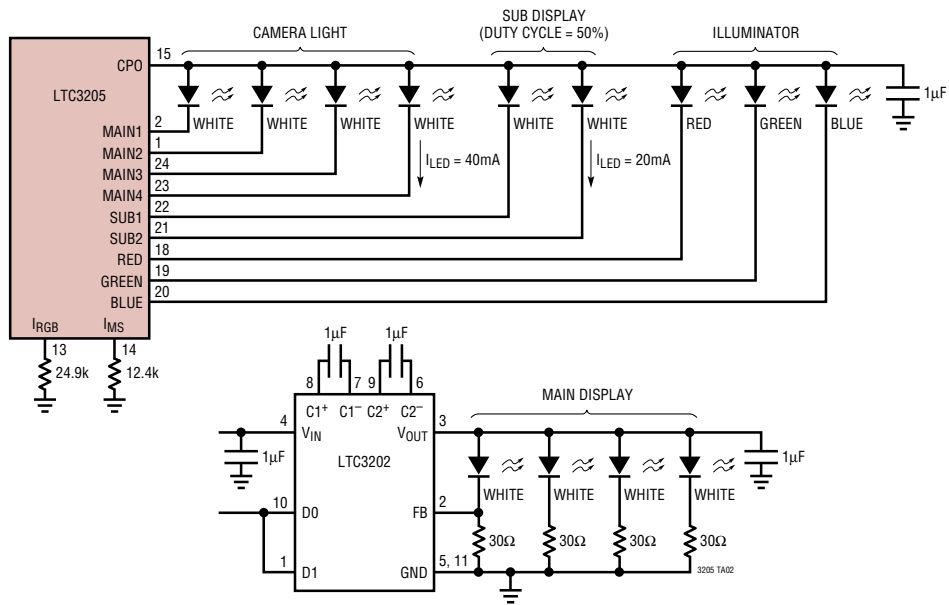 CAMERA LIGHT
SUB DISPLAY
(DUTY CYCLE = 50%)
ILLUMINATOR
15
CPO
LTC3205
1µF
WHITE WHITE WHITE WHITE WHITE WHITE RED GREEN BLUE
2
MAIN1
1
MAIN2
I_LED = 40mA I_LED = 20mA
24
MAIN3
23
MAIN4
22
SUB1
21
SUB2
18
RED
19
GREEN
20
BLUE
I_RGB I_MS
13 14
24.9k 12.4k
1µF 1µF
8 7 9 6
C1+ C1– C2+ C2–
MAIN DISPLAY
4 3
V_IN V_OUT
1µF
LTC3202
1µF
WHITE WHITE WHITE WHITE
10 2
D0 FB
30Ω 30Ω 30Ω 30Ω
1 5, 11
D1 GND
3205 TA02